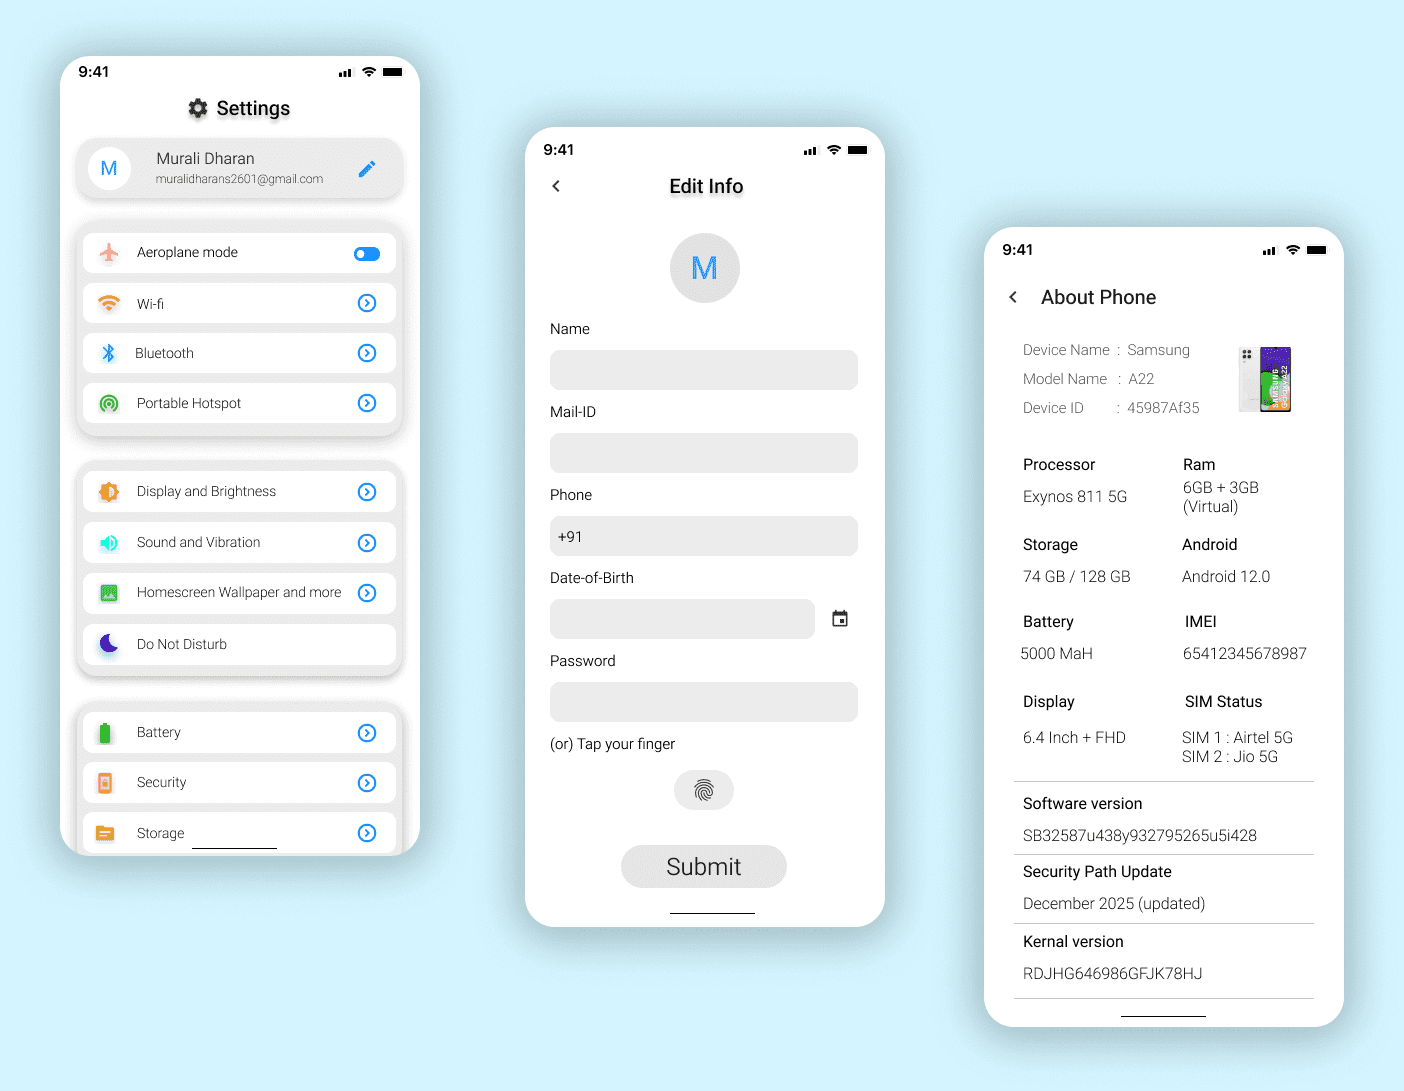 9:41
Settings
M
Murali Dharan
muralidharans2601@gmail.com
Aeroplane mode
Wi-fi
Bluetooth
Portable Hotspot
Display and Brightness
Sound and Vibration
Homescreen Wallpaper and more
Do Not Disturb
Battery
Security
Storage
9:41
Edit Info
M
Name
Mail-ID
Phone
+91
Date-of-Birth
Password
(or) Tap your finger
Submit
9:41
About Phone
Device Name : Samsung
Model Name : A22
Device ID : 45987Af35
SAMSUNG
Galaxy A22
Processor
Exynos 811 5G
Ram
6GB + 3GB
(Virtual)
Storage
74 GB / 128 GB
Android
Android 12.0
Battery
5000 MaH
IMEI
65412345678987
Display
6.4 Inch + FHD
SIM Status
SIM 1 : Airtel 5G
SIM 2 : Jio 5G
Software version
SB32587u438y932795265u5i428
Security Path Update
December 2025 (updated)
Kernal version
RDJHG646986GFJK78HJ